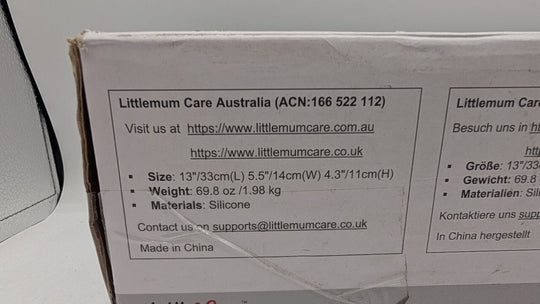 Littlemum Care Australia (ACN:166 522 112)
Visit us at https://www.littlemumcare.com.au
https://www.littlemumcare.co.uk
▪ Size: 13"/33cm(L) 5.5"/14cm(W) 4.3"/11cm(H)
▪ Weight: 69.8 oz /1.98 kg
▪ Materials: Silicone
Contact us on supports@littlemumcare.co.uk
Made in China
Littlemum Car
Besuch uns in
▪ Größe: 13"/33
▪ Gewicht: 69.8
▪ Materialien: Sil
Kontaktiere uns supp
In China hergestellt